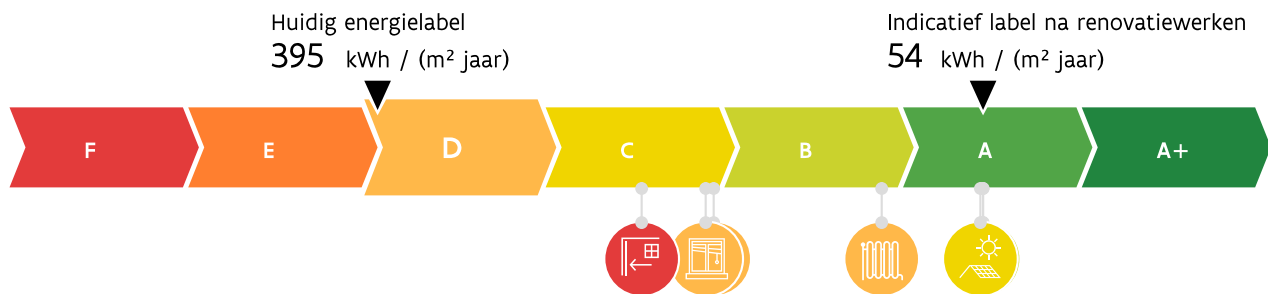 Huidig energielabel
395 kWh / (m² jaar)
Indicatief label na renovatiewerken
54 kWh / (m² jaar)
F E D C B A A+